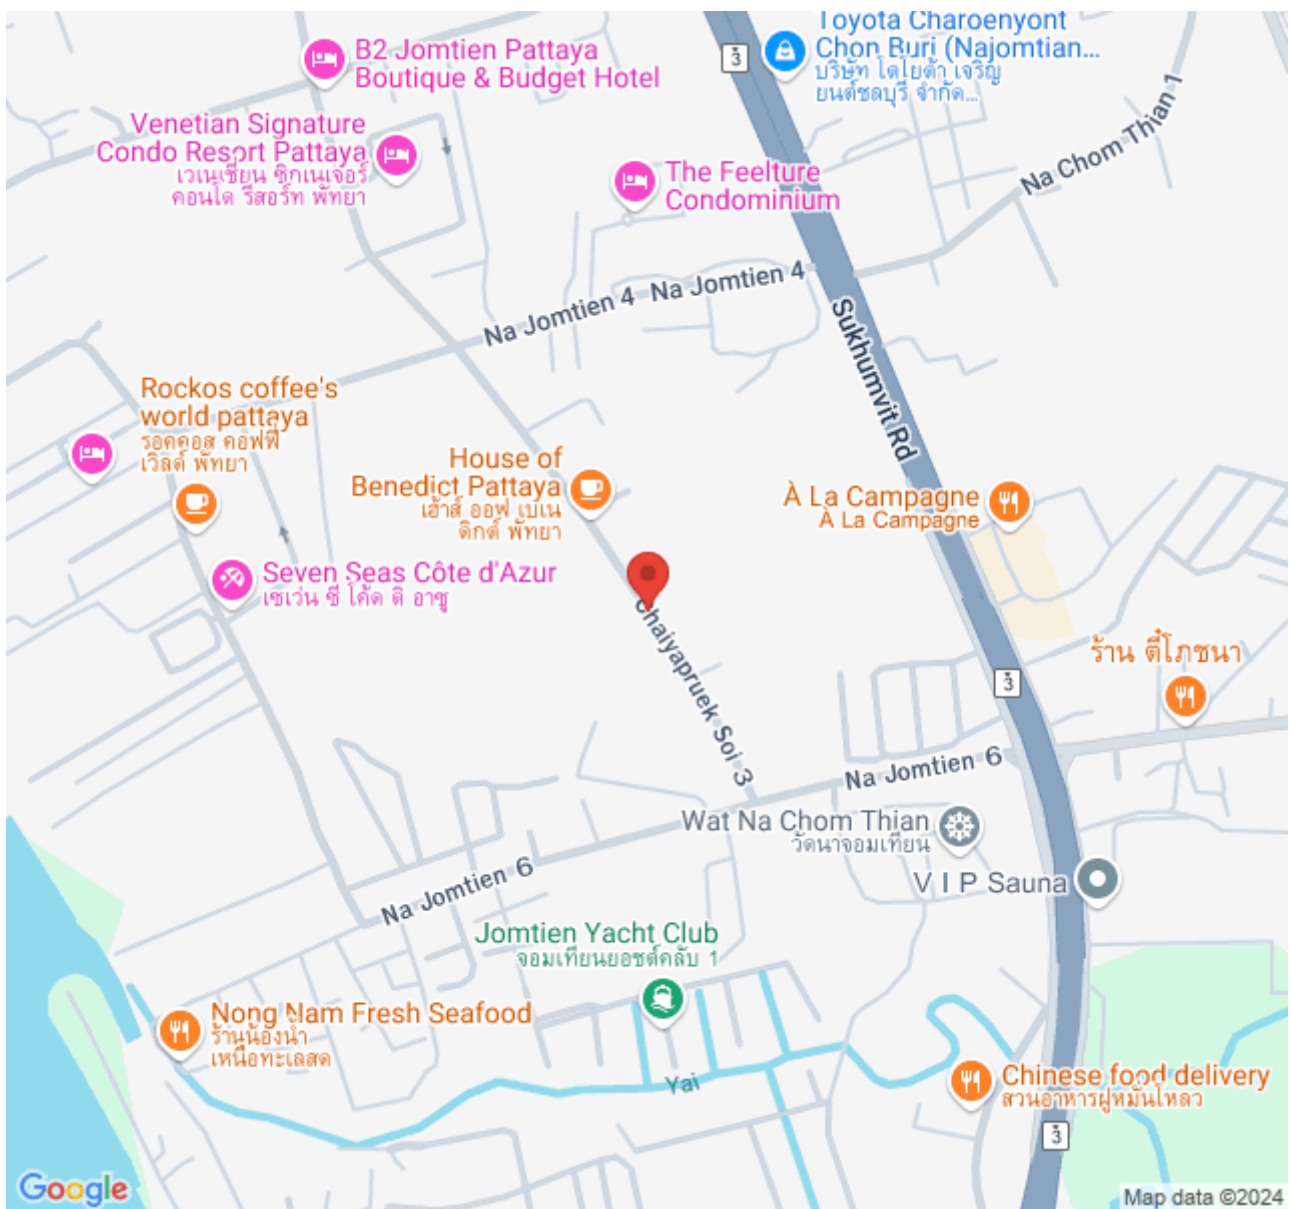 Toyota Charoenyont
Chon Buri (Najomtian...
บริษัท โตโยต้า เจริญ
ยนต์ชลบุรี จำกัด...
3
B2 Jomtien Pattaya
Boutique & Budget Hotel
Venetian Signature
Condo Resort Pattaya
เวเนเชี่ยน ซิกเนเจอร์
คอนโด รีสอร์ท พัทยา
The Feelture
Condominium
Na Chom Thian 1
Na Jomtien 4
Na Jomtien 4
Sukhumvit Rd
Rockos coffee's
world pattaya
รอคคอส คอฟฟี่
เวิลด์ พัทยา
House of
Benedict Pattaya
เฮ้าส์ ออฟ เบเน
ดิกต์ พัทยา
À La Campagne
À La Campagne
Seven Seas Côte d'Azur
เซเว่น ซี โค้ด ดิ อาซู
Chaiyapruek Soi 3
ร้าน ตี๋โภชนา
3
Na Jomtien 6
Wat Na Chom Thian
วัดนาจอมเทียน
V I P Sauna
Na Jomtien 6
Jomtien Yacht Club
จอมเทียนยอชต์คลับ 1
Nong Nam Fresh Seafood
ร้านน้องน้ำ
เหนือทะเลสด
Yai
Chinese food delivery
สวนอาหารฝูหมั่นโหลว
3
Google
Map data ©2024